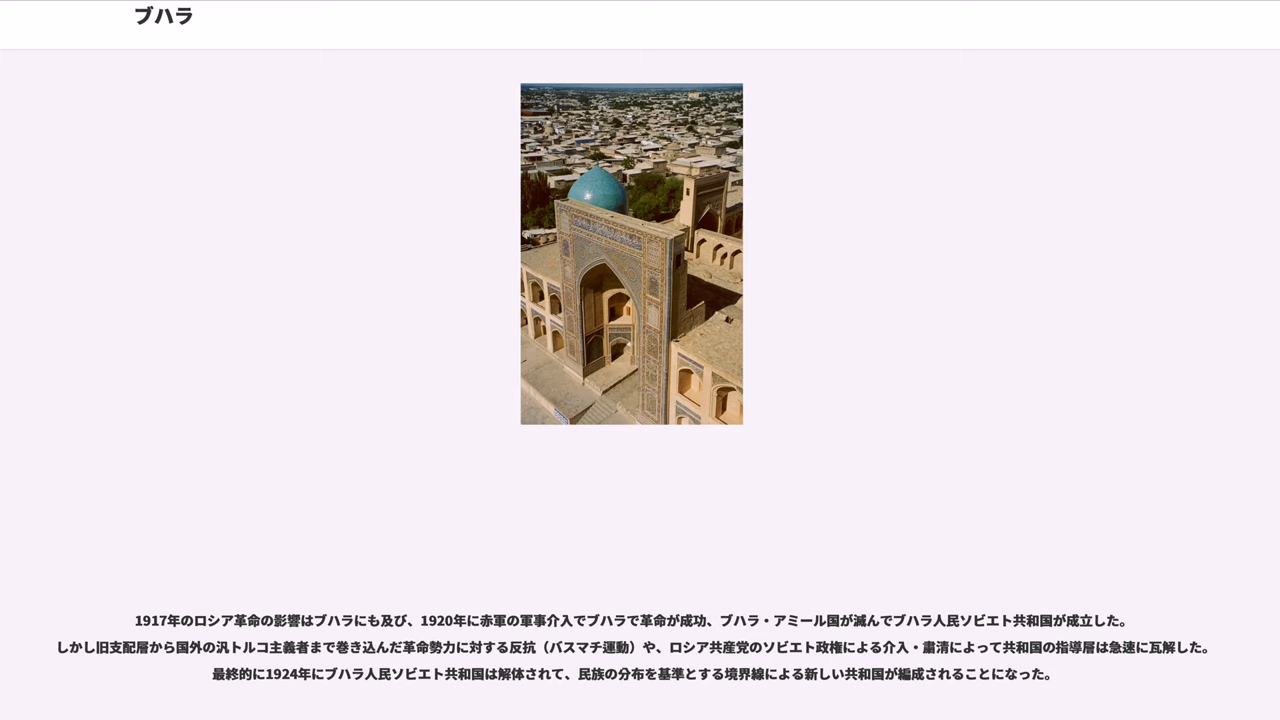 ブハラ
1917年のロシア革命の影響はブハラにも及び、1920年に赤軍の軍事介入でブハラで革命が成功、ブハラ・アミール国が滅んでブハラ人民ソビエト共和国が成立した。
しかし旧支配層から国外の汎トルコ主義者まで巻き込んだ革命勢力に対する反抗（バスマチ運動）や、ロシア共産党のソビエト政権による介入・粛清によって共和国の指導層は急速に瓦解した。
最終的に1924年にブハラ人民ソビエト共和国は解体されて、民族の分布を基準とする境界線による新しい共和国が編成されることになった。